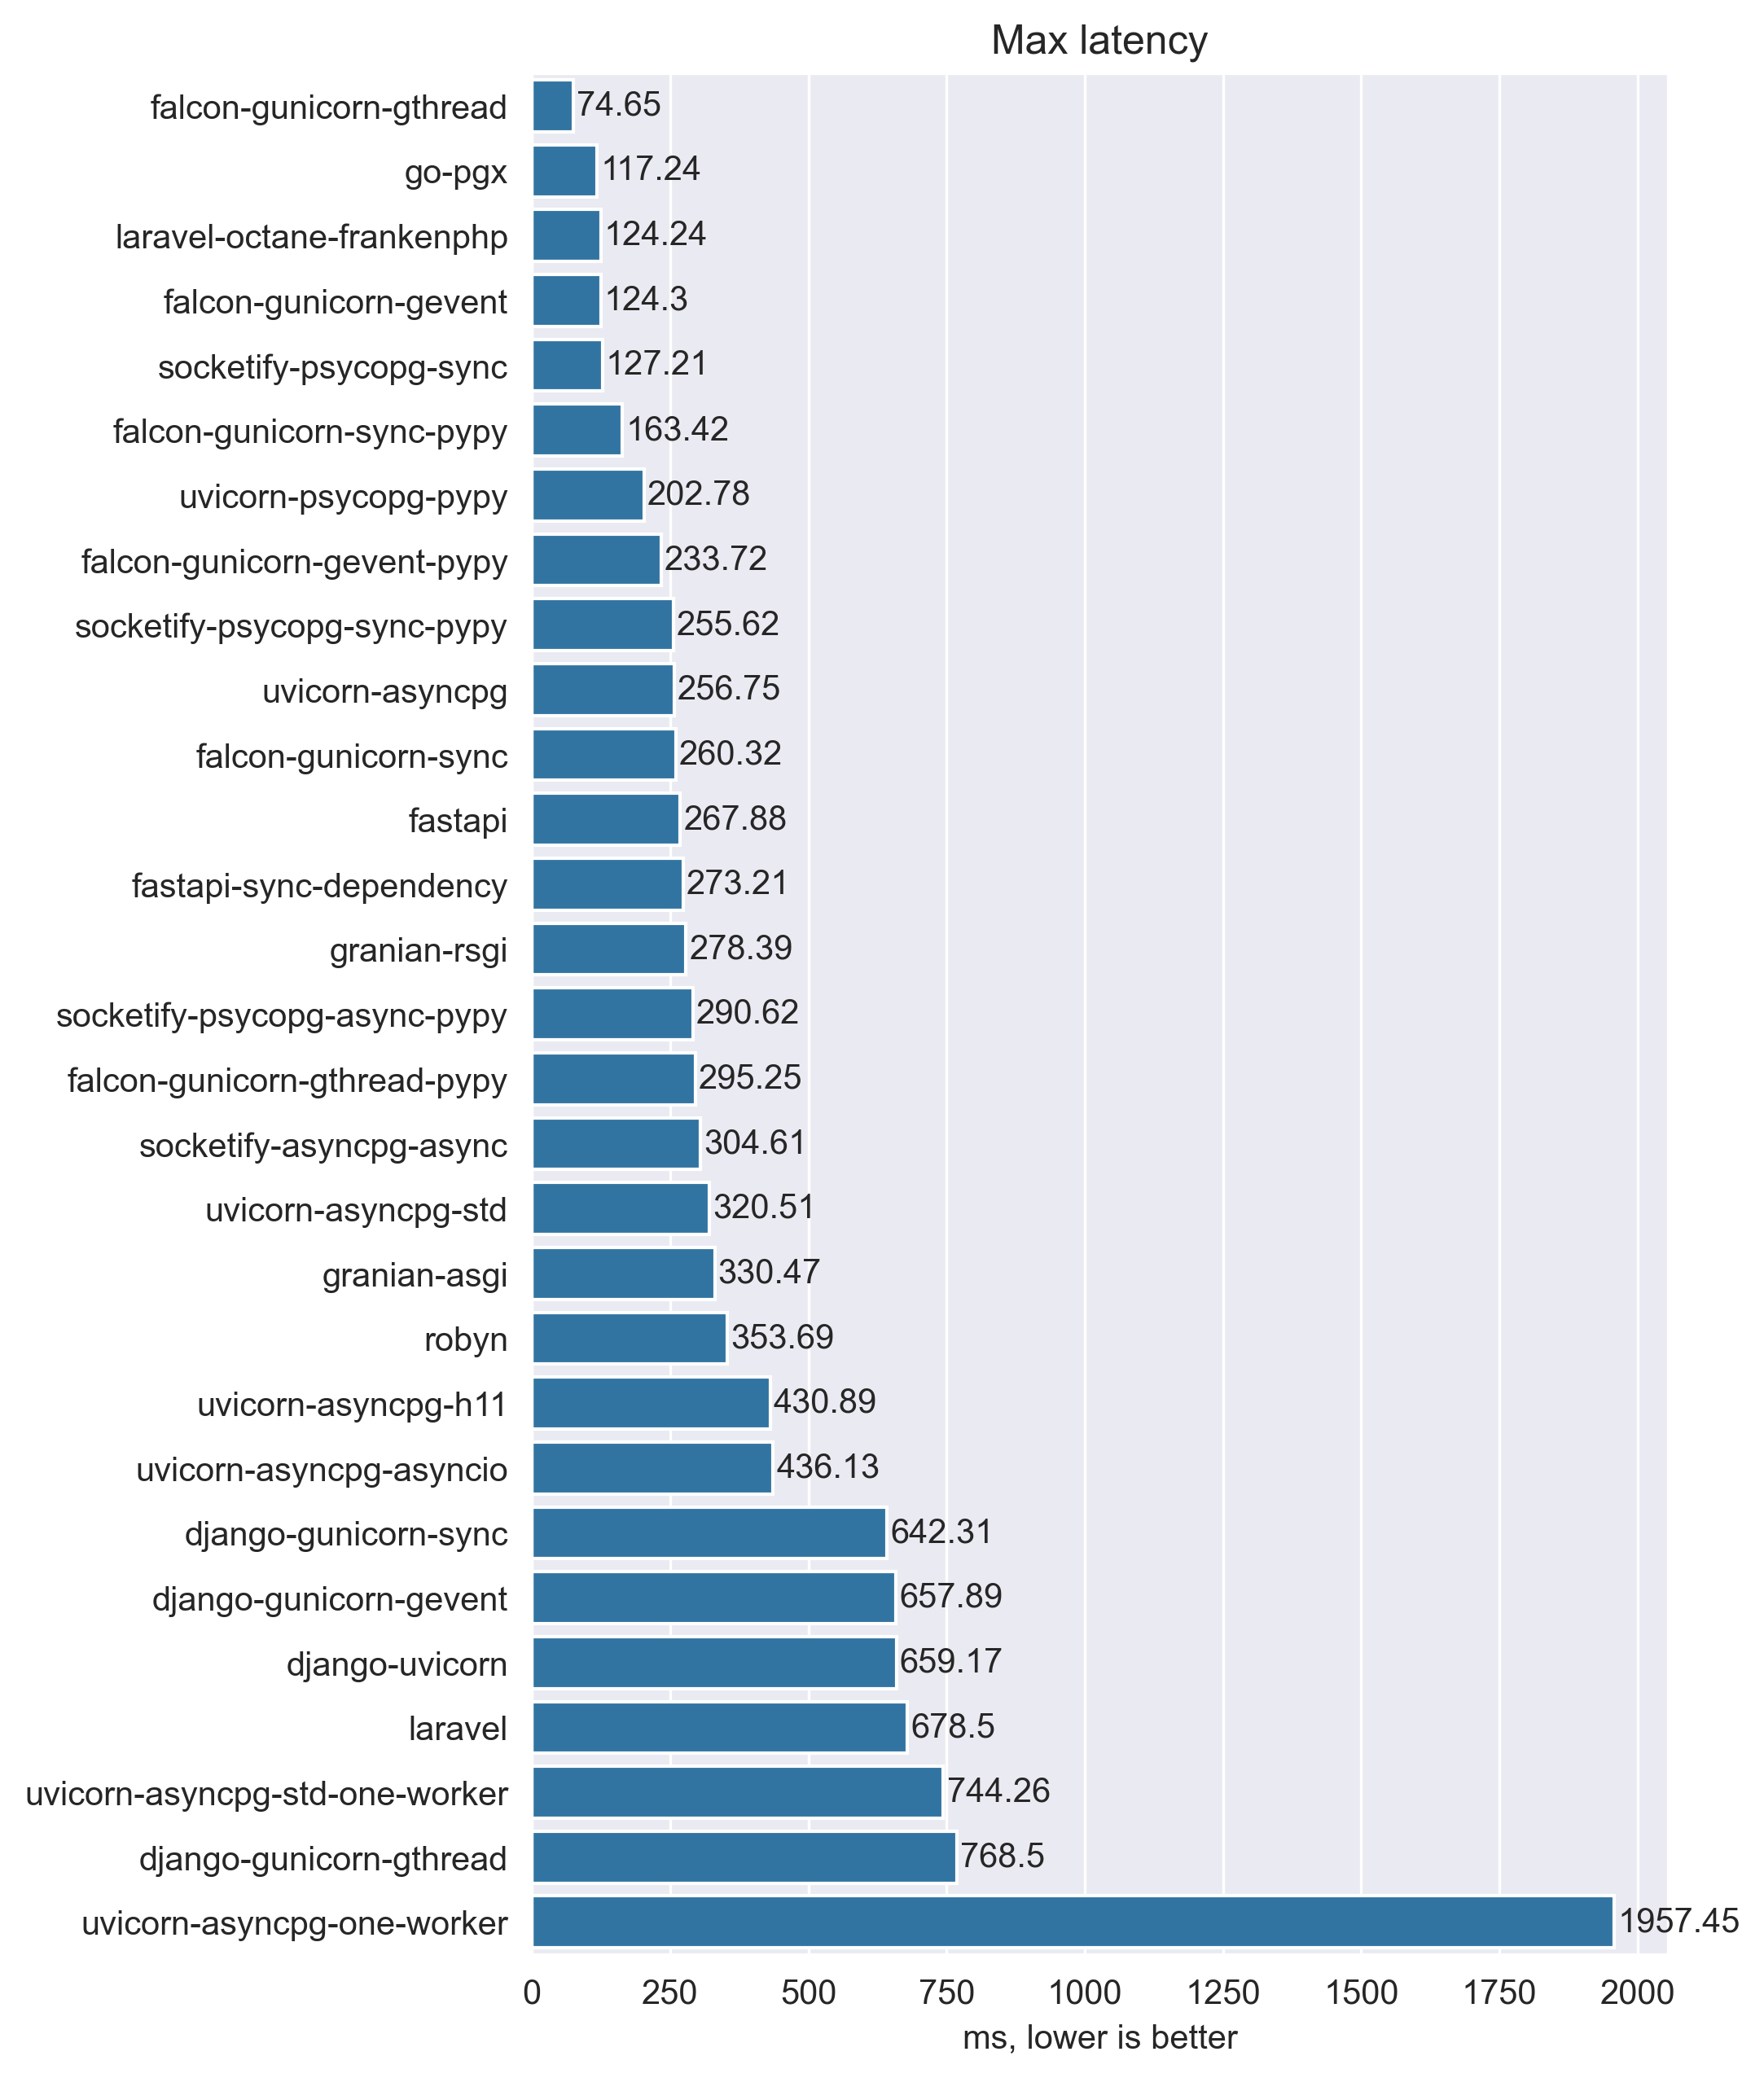 Max latency
falcon-gunicorn-gthread 74.65
go-pgx 117.24
laravel-octane-frankenphp 124.24
falcon-gunicorn-gevent 124.3
socketify-psycopg-sync 127.21
falcon-gunicorn-sync-pypy 163.42
uvicorn-psycopg-pypy 202.78
falcon-gunicorn-gevent-pypy 233.72
socketify-psycopg-sync-pypy 255.62
uvicorn-asyncpg 256.75
falcon-gunicorn-sync 260.32
fastapi 267.88
fastapi-sync-dependency 273.21
granian-rsgi 278.39
socketify-psycopg-async-pypy 290.62
falcon-gunicorn-gthread-pypy 295.25
socketify-asyncpg-async 304.61
uvicorn-asyncpg-std 320.51
granian-asgi 330.47
robyn 353.69
uvicorn-asyncpg-h11 430.89
uvicorn-asyncpg-asyncio 436.13
django-gunicorn-sync 642.31
django-gunicorn-gevent 657.89
django-uvicorn 659.17
laravel 678.5
uvicorn-asyncpg-std-one-worker 744.26
django-gunicorn-gthread 768.5
uvicorn-asyncpg-one-worker 1957.45
0 250 500 750 1000 1250 1500 1750 2000
ms, lower is better